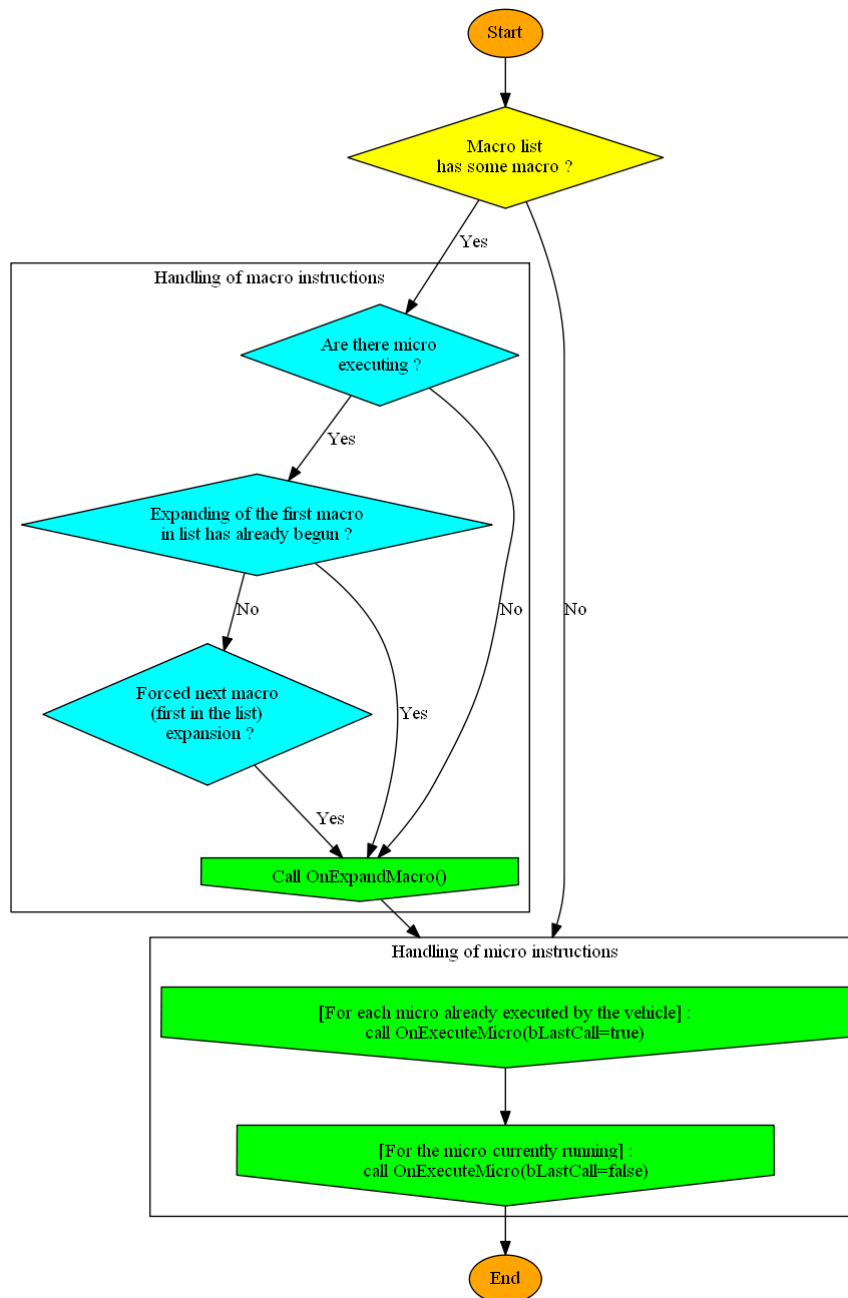 Start
Macro list
has some macro ?
Yes
Handling of macro instructions
Are there micro
executing ?
Yes
Expanding of the first macro
in list has already begun ?
No
No
No
Forced next macro
(first in the list)
expansion ?
Yes
Yes
Call OnExpandMacro()
Handling of micro instructions
[For each micro already executed by the vehicle] :
call OnExecuteMicro(bLastCall=true)
[For the micro currently running] :
call OnExecuteMicro(bLastCall=false)
End